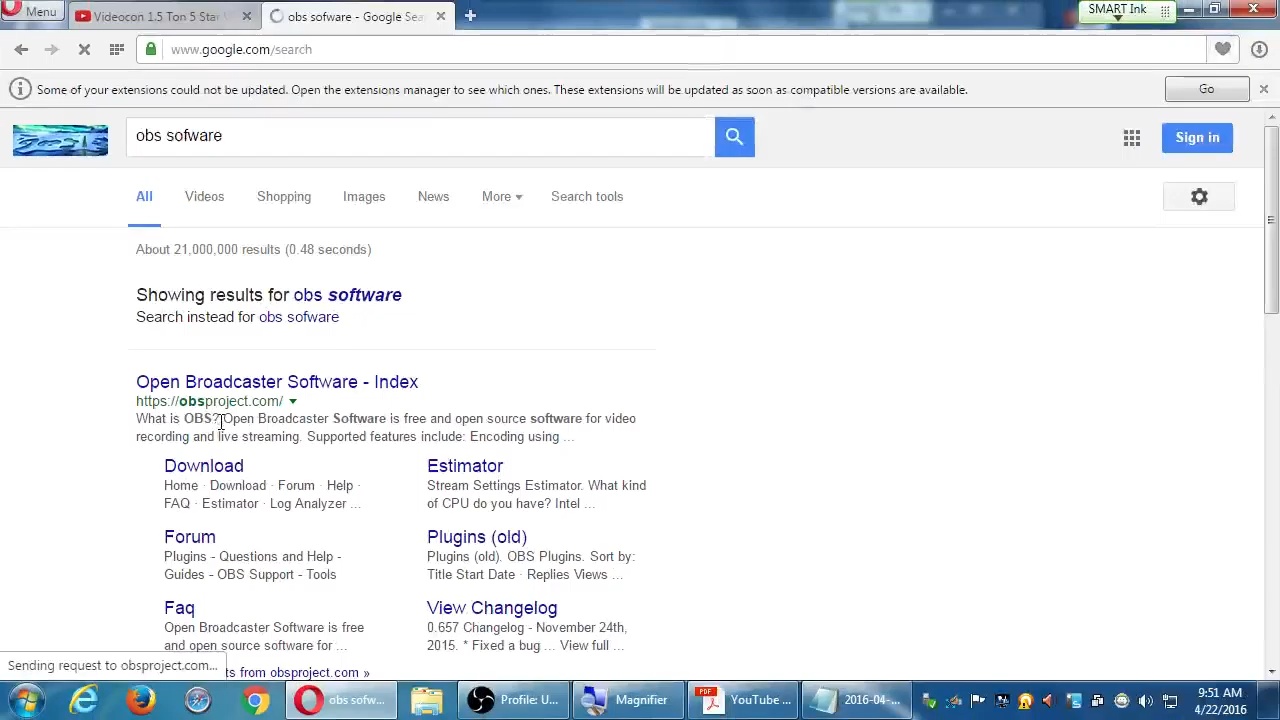 Menu
Videocon 1.5 Ton 5 Star
obs sofware - Google Sea
SMART Ink
www.google.com/search
Some of your extensions could not be updated. Open the extensions manager to see which ones. These extensions will be updated as soon as compatible versions are available.
Go
obs sofware
Sign in
All Videos Shopping Images News More Search tools
About 21,000,000 results (0.48 seconds)
Showing results for obs software
Search instead for obs sofware
Open Broadcaster Software - Index
https://obsproject.com/
What is OBS? Open Broadcaster Software is free and open source software for video
recording and live streaming. Supported features include: Encoding using ...
Download
Home · Download · Forum · Help ·
FAQ · Estimator · Log Analyzer ...
Estimator
Stream Settings Estimator. What kind
of CPU do you have? Intel ...
Forum
Plugins - Questions and Help -
Guides - OBS Support - Tools
Plugins (old)
Plugins (old). OBS Plugins. Sort by:
Title Start Date · Replies Views ...
Faq
Open Broadcaster Software is free
and open source software for ...
View Changelog
0.657 Changelog - November 24th,
2015. * Fixed a bug ... View full ...
ts from obsproject.com »
Sending request to obsproject.com...
obs sofw...
Profile: U...
Magnifier
PDF
YouTube ...
2016-04-...
9:51 AM
4/22/2016